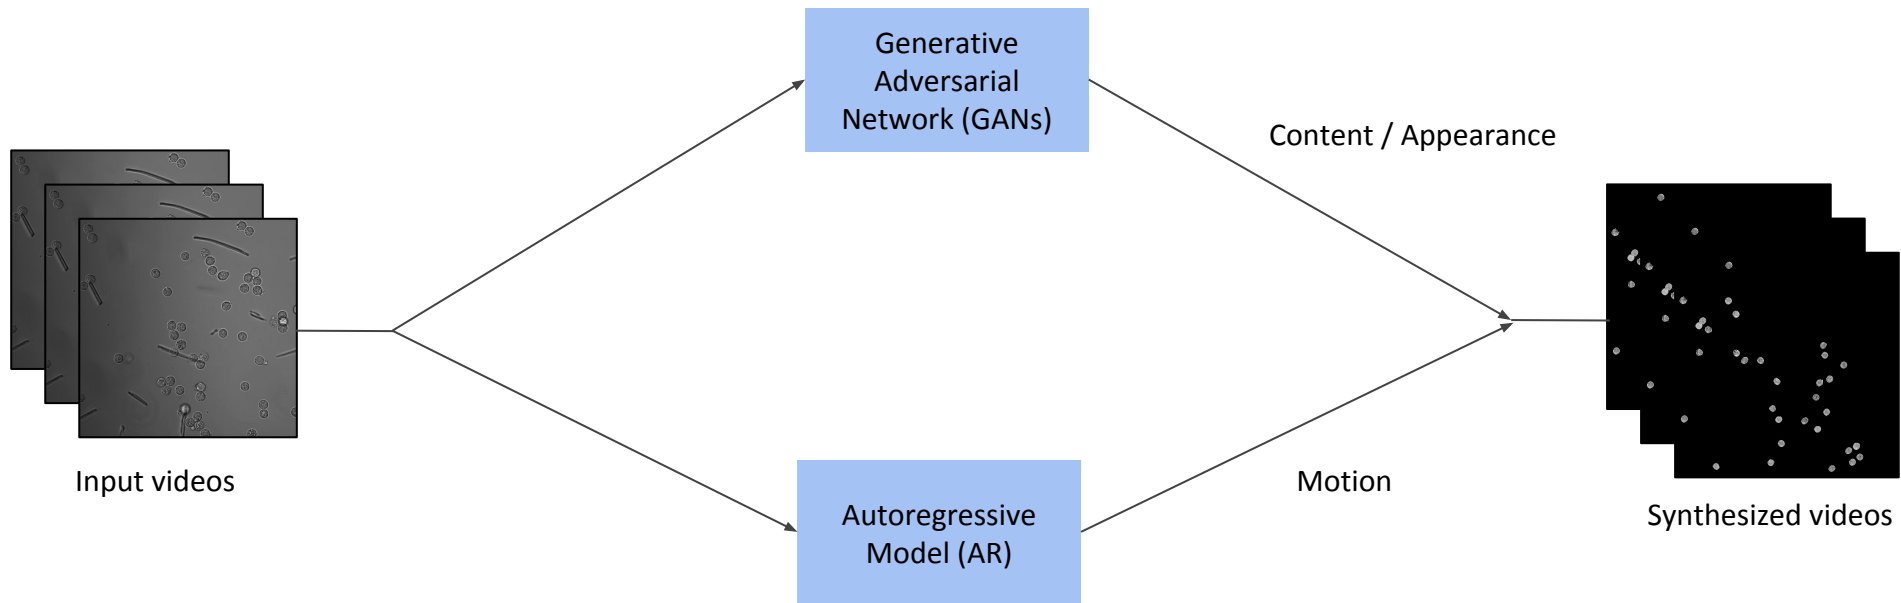 Generative
Adversarial
Network (GANs)
Content / Appearance
Input videos
Autoregressive
Model (AR)
Motion
Synthesized videos